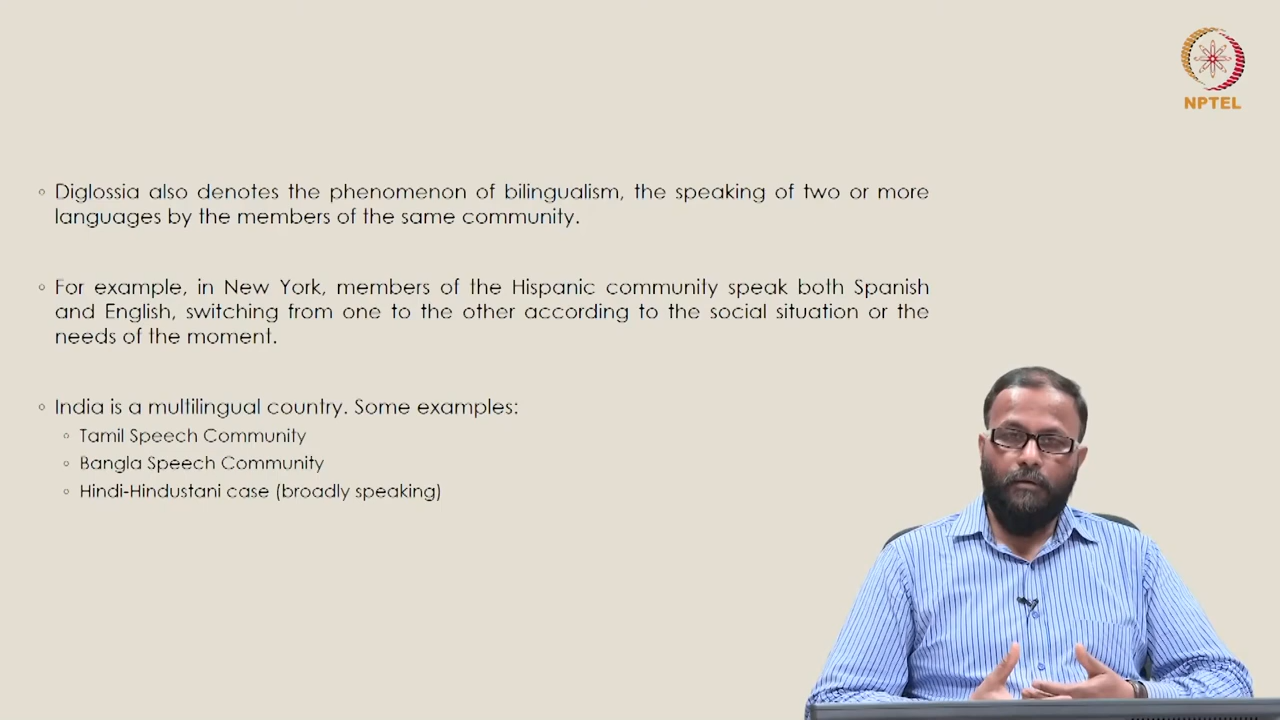 NPTEL
◦ Diglossia also denotes the phenomenon of bilingualism, the speaking of two or more
languages by the members of the same community.
◦ For example, in New York, members of the Hispanic community speak both Spanish
and English, switching from one to the other according to the social situation or the
needs of the moment.
◦ India is a multilingual country. Some examples:
◦ Tamil Speech Community
◦ Bangla Speech Community
◦ Hindi-Hindustani case (broadly speaking)